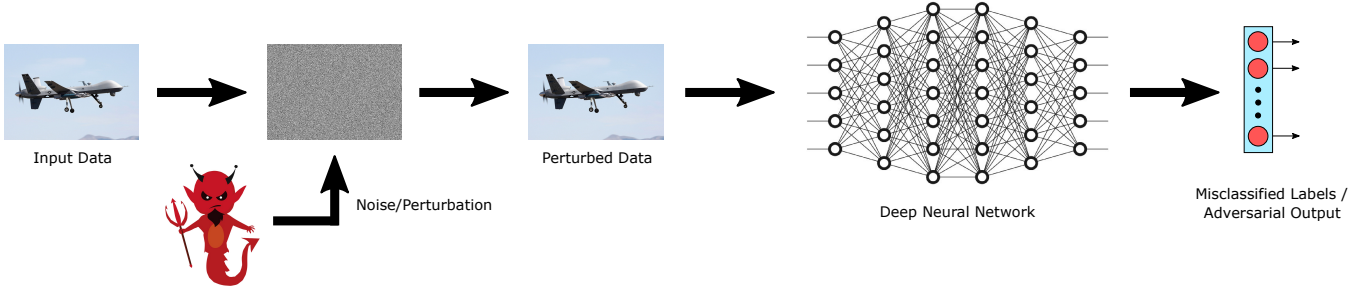 Input Data
Noise/Perturbation
Perturbed Data
Deep Neural Network
Misclassified Labels /
Adversarial Output